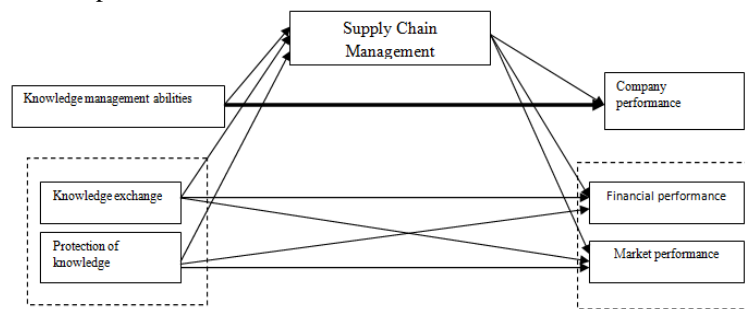 Supply Chain
Management
Knowledge management abilities
Company
performance
Knowledge exchange
Financial performance
Protection of
knowledge
Market performance